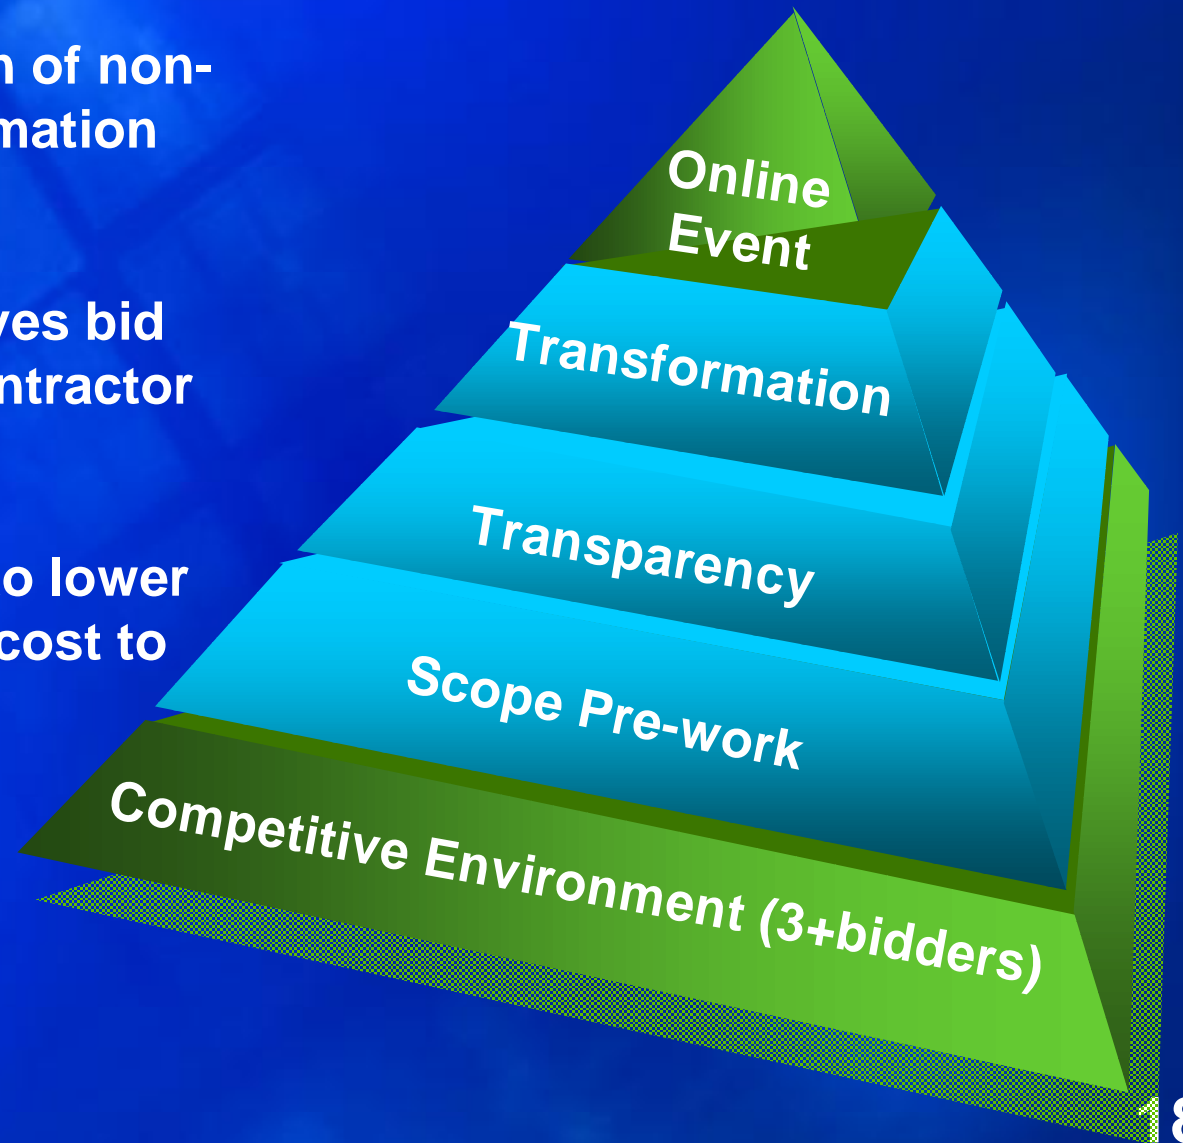 n of non-
mation
ves bid
ntractor
o lower
cost to
Online
Event
Transformation
Transparency
Scope Pre-work
Competitive Environment (3+bidders)
18